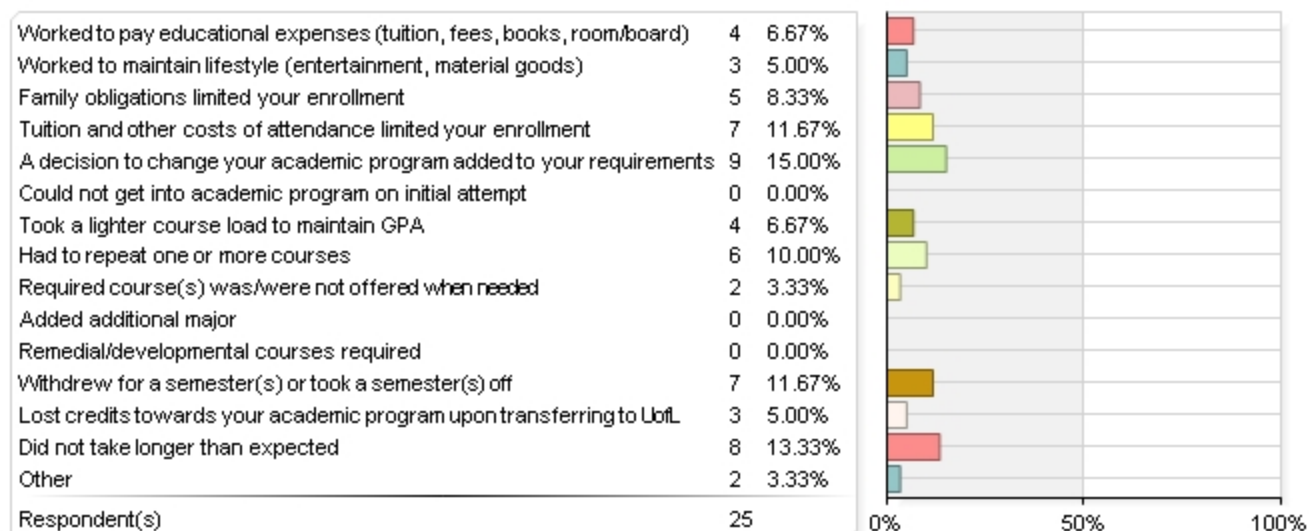 Worked to pay educational expenses (tuition, fees, books, room/board) 4 6.67%
Worked to maintain lifestyle (entertainment, material goods) 3 5.00%
Family obligations limited your enrollment 5 8.33%
Tuition and other costs of attendance limited your enrollment 7 11.67%
A decision to change your academic program added to your requirements 9 15.00%
Could not get into academic program on initial attempt 0 0.00%
Took a lighter course load to maintain GPA 4 6.67%
Had to repeat one or more courses 6 10.00%
Required course(s) was/were not offered when needed 2 3.33%
Added additional major 0 0.00%
Remedial/developmental courses required 0 0.00%
Withdrew for a semester(s) or took a semester(s) off 7 11.67%
Lost credits towards your academic program upon transferring to UofL 3 5.00%
Did not take longer than expected 8 13.33%
Other 2 3.33%
Respondent(s) 25
0% 50% 100%